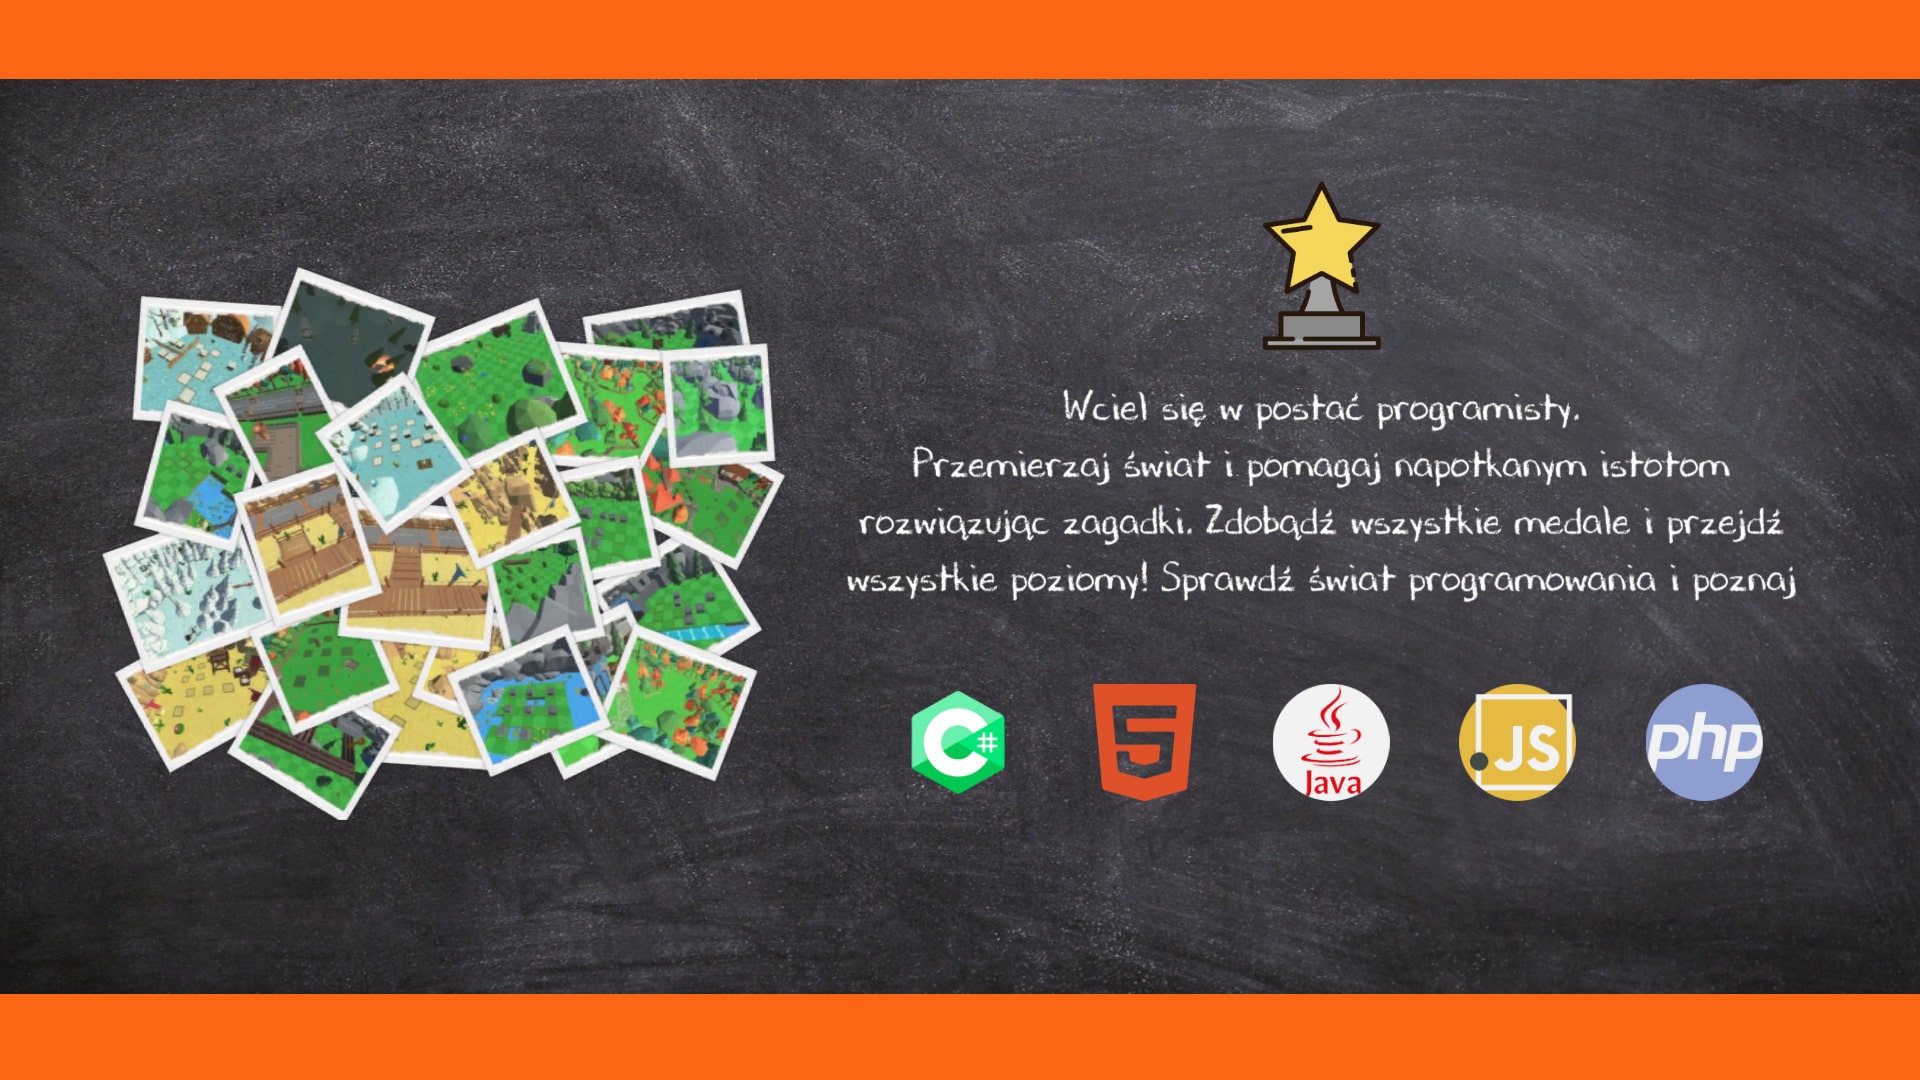 Wciel się w postać programisty.
Przemierzaj świat i pomagaj napotkanym istotom
rozwiązując zagadki. Zdobądź wszystkie medale i przejdź
wszystkie poziomy! Sprawdź świat programowania i poznaj
C# 5 Java JS php